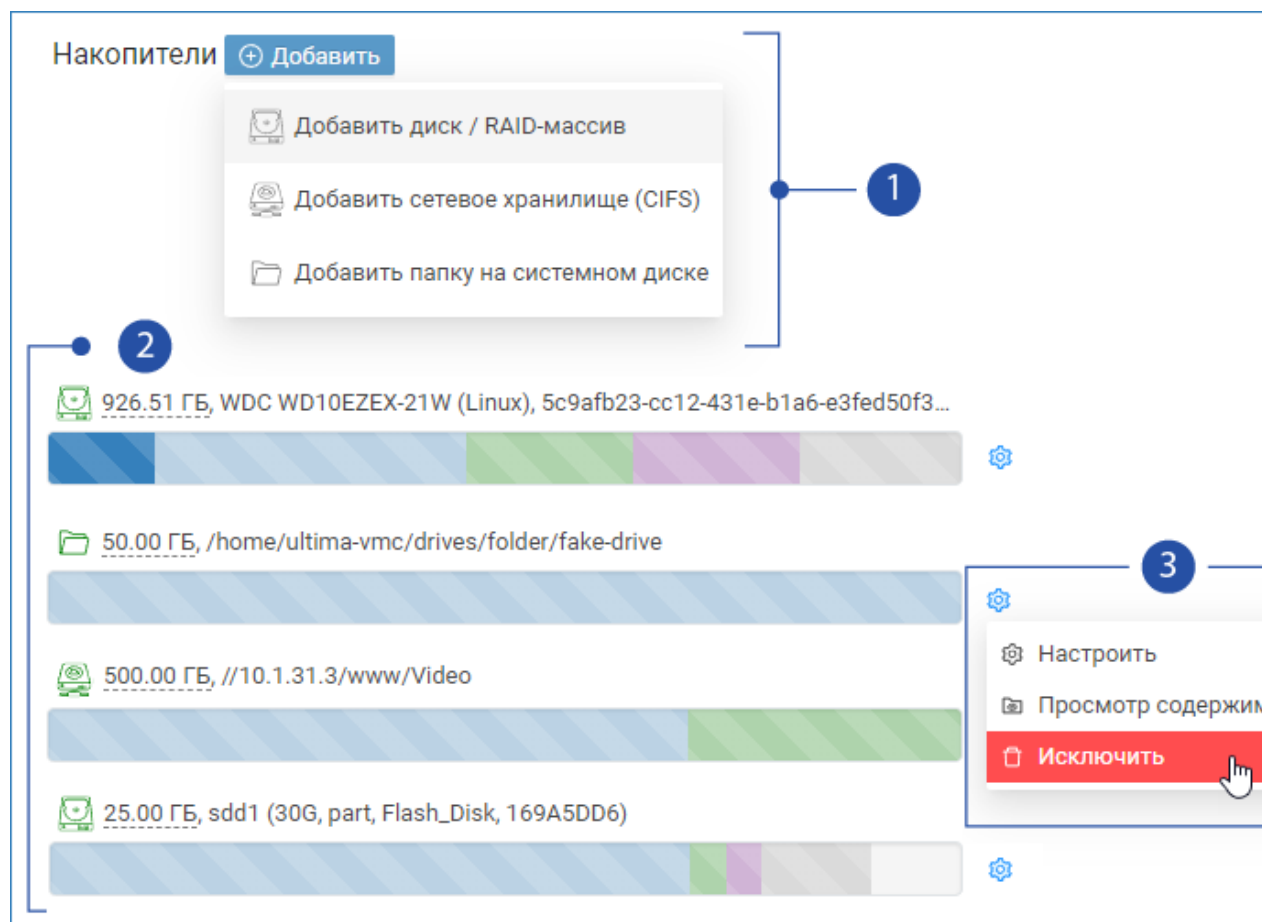 Накопители Добавить
Добавить диск / RAID-массив
1
Добавить сетевое хранилище (CIFS)
Добавить папку на системном диске
2
926.51 ГБ, WDC WD10EZEX-21W (Linux), 5c9afb23-cc12-431e-b1a6-e3fed50f3...
50.00 ГБ, /home/ultima-vmc/drives/folder/fake-drive
3
Настроить
500.00 ГБ, //10.1.31.3/www/Video
Просмотр содержим
Исключить
25.00 ГБ, sdd1 (30G, part, Flash_Disk, 169A5DD6)